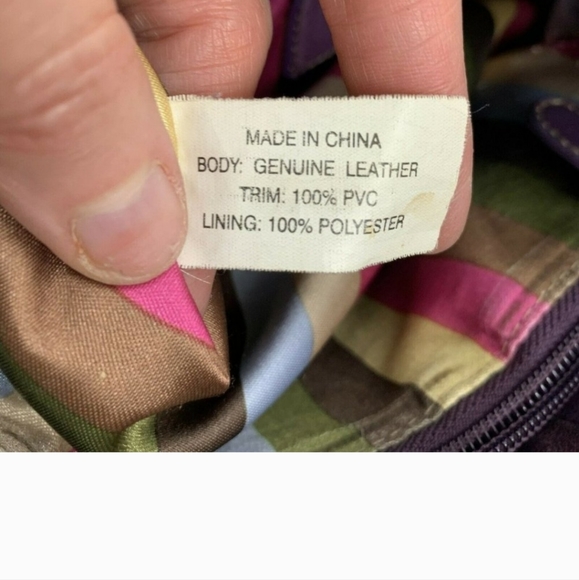 MADE IN CHINA
BODY: GENUINE LEATHER
TRIM: 100% PVC
LINING: 100% POLYESTER